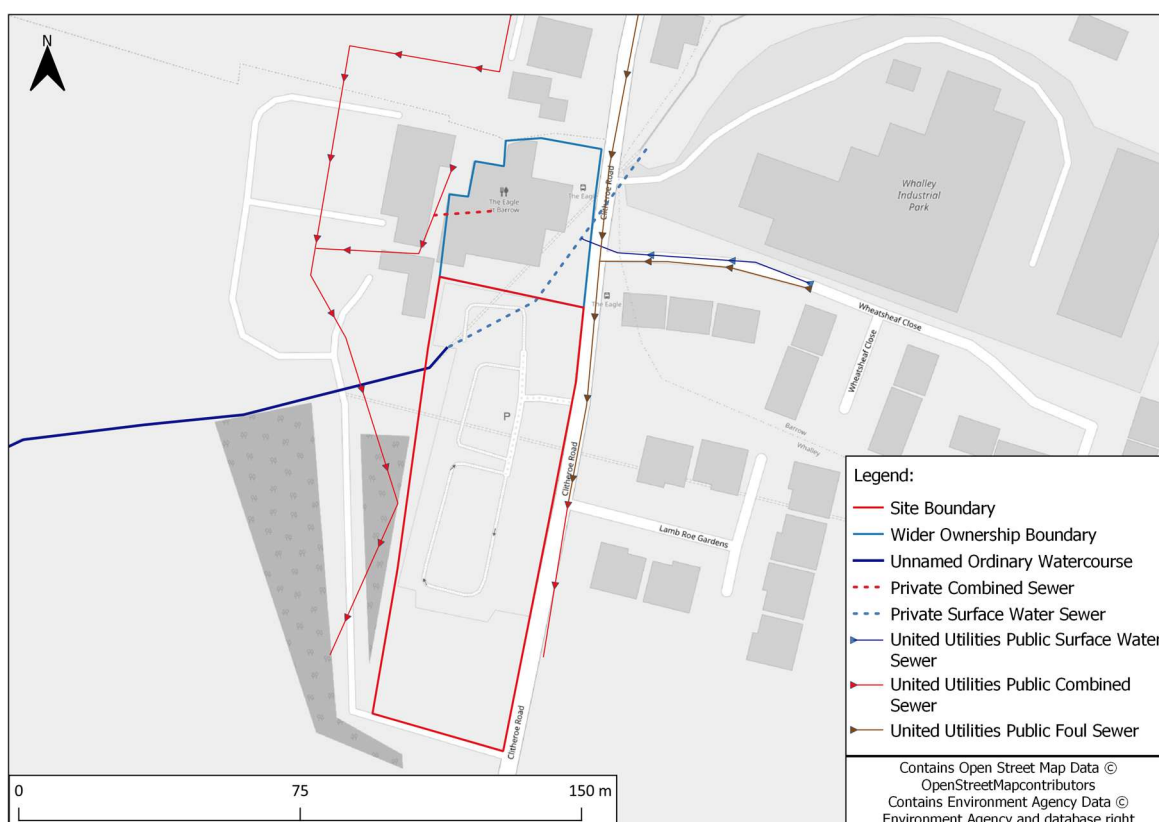 N
Clitheroe Road
The Eagle
at Barrow
The Eagle
Whalley
Industrial
Park
The Eagle
Wheatsheaf Close
Wheatsheaf Close
P
Clitheroe Road
Barrow
Whalley
Lamb Roe Gardens
Clitheroe Road
Legend:
Site Boundary
Wider Ownership Boundary
Unnamed Ordinary Watercourse
Private Combined Sewer
Private Surface Water Sewer
United Utilities Public Surface Water
Sewer
United Utilities Public Combined
Sewer
United Utilities Public Foul Sewer
Contains Open Street Map Data ©
OpenStreetMapcontributors
Contains Environment Agency Data ©
Environment Agency and database right
0
75
150 m